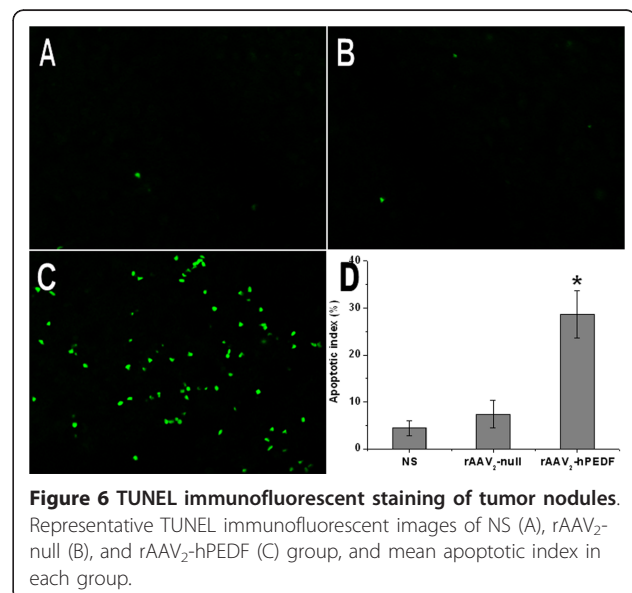 A
B
C
D
*
40
30
20
10
0
Apoptotic index (%)
NS
rAAV₂-null
rAAV₂-hPEDF
Figure 6 TUNEL immunofluorescent staining of tumor nodules.
Representative TUNEL immunofluorescent images of NS (A), rAAV₂-
null (B), and rAAV₂-hPEDF (C) group, and mean apoptotic index in
each group.